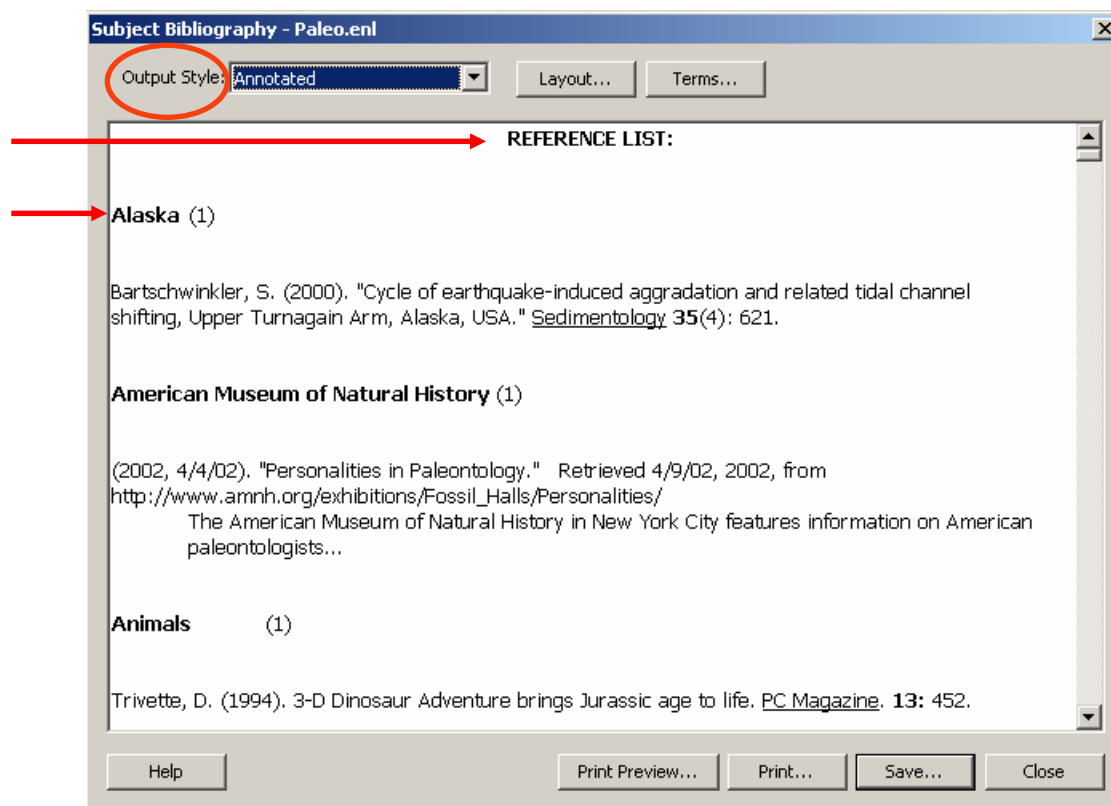 Subject Bibliography - Paleo.enl
Output Style: Annotated Layout... Terms...
REFERENCE LIST:
Alaska (1)
Bartschwinkler, S. (2000). "Cycle of earthquake-induced aggradation and related tidal channel
shifting, Upper Turnagain Arm, Alaska, USA." Sedimentology 35(4): 621.
American Museum of Natural History (1)
(2002, 4/4/02). "Personalities in Paleontology." Retrieved 4/9/02, 2002, from
http://www.amnh.org/exhibitions/Fossil_Halls/Personalities/
The American Museum of Natural History in New York City features information on American
paleontologists...
Animals (1)
Trivette, D. (1994). 3-D Dinosaur Adventure brings Jurassic age to life. PC Magazine. 13: 452.
Help Print Preview... Print... Save... Close